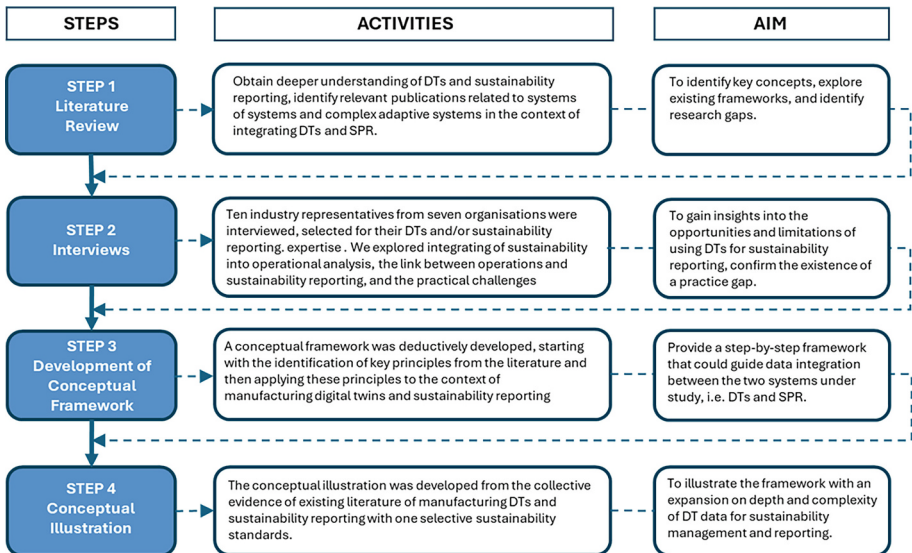 STEPS
ACTIVITIES
AIM
STEP 1
Literature
Review
Obtain deeper understanding of DTs and sustainability
reporting, identify relevant publications related to systems
of systems and complex adaptive systems in the context of
integrating DTs and SPR.
To identify key concepts, explore
existing frameworks, and identify
research gaps.
STEP 2
Interviews
Ten industry representatives from seven organisations were
interviewed, selected for their DTs and/or sustainability
reporting. expertise . We explored integrating of sustainability
into operational analysis, the link between operations and
sustainability reporting, and the practical challenges
To gain insights into the
opportunities and limitations of
using DTs for sustainability
reporting, confirm the existence of
a practice gap.
STEP 3
Development of
Conceptual
Framework
A conceptual framework was deductively developed, starting
with the identification of key principles from the literature and
then applying these principles to the context of
manufacturing digital twins and sustainability reporting
Provide a step-by-step framework
that could guide data integration
between the two systems under
study, i.e. DTs and SPR.
STEP 4
Conceptual
Illustration
The conceptual illustration was developed from the collective
evidence of existing literature of manufacturing DTs and
sustainability reporting with one selective sustainability
standards.
To illustrate the framework with an
expansion on depth and complexity
of DT data for sustainability
management and reporting.